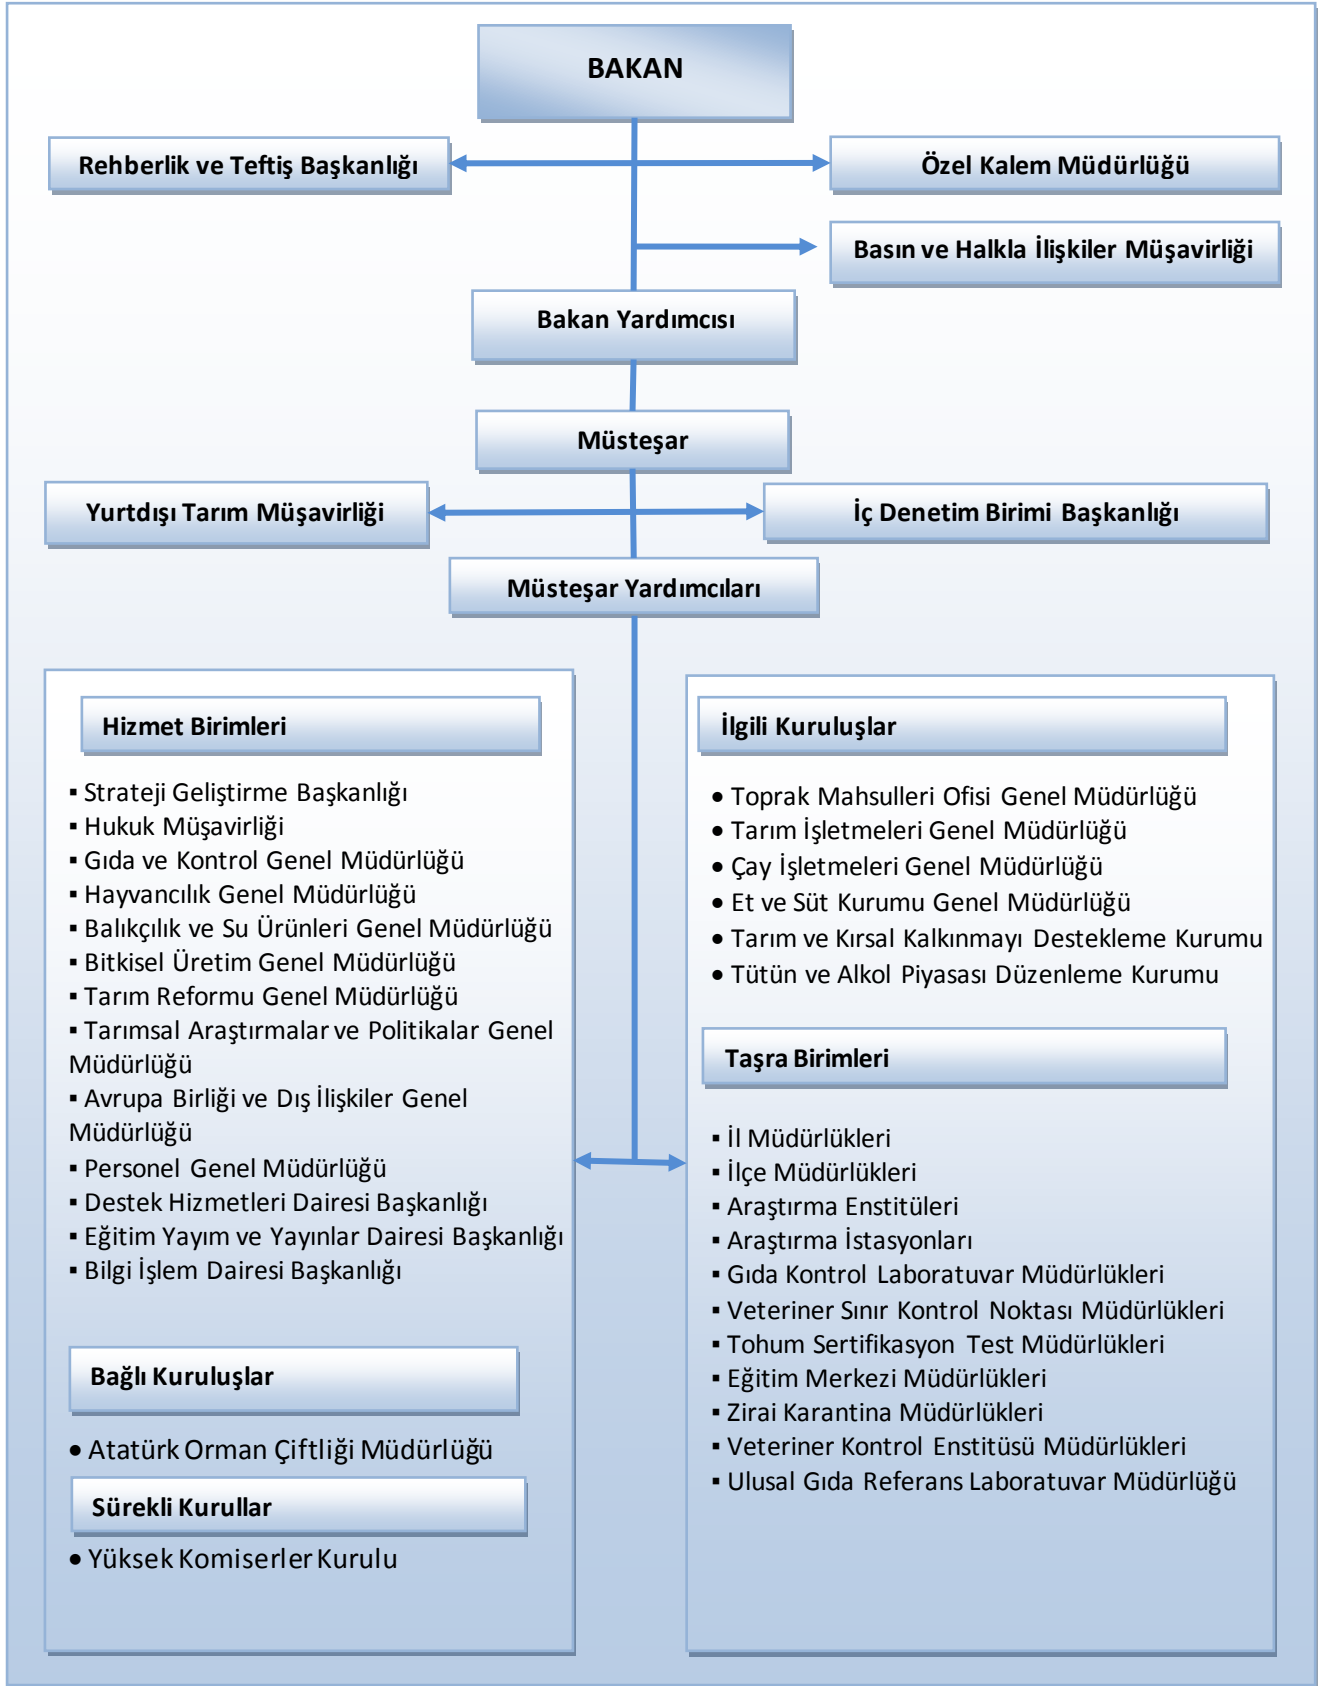 BAKAN
Rehberlik ve Teftiş Başkanlığı
Özel Kalem Müdürlüğü
Basın ve Halkla İlişkiler Müşavirliği
Bakan Yardımcısı
Müsteşar
Yurtdışı Tarım Müşavirliği
İç Denetim Birimi Başkanlığı
Müsteşar Yardımcıları
Hizmet Birimleri
▪ Strateji Geliştirme Başkanlığı
▪ Hukuk Müşavirliği
▪ Gıda ve Kontrol Genel Müdürlüğü
▪ Hayvancılık Genel Müdürlüğü
▪ Balıkçılık ve Su Ürünleri Genel Müdürlüğü
▪ Bitkisel Üretim Genel Müdürlüğü
▪ Tarım Reformu Genel Müdürlüğü
▪ Tarımsal Araştırmalar ve Politikalar Genel
Müdürlüğü
▪ Avrupa Birliği ve Dış İlişkiler Genel
Müdürlüğü
▪ Personel Genel Müdürlüğü
▪ Destek Hizmetleri Dairesi Başkanlığı
▪ Eğitim Yayım ve Yayınlar Dairesi Başkanlığı
▪ Bilgi İşlem Dairesi Başkanlığı
Bağlı Kuruluşlar
• Atatürk Orman Çiftliği Müdürlüğü
Sürekli Kurullar
• Yüksek Komiserler Kurulu
İlgili Kuruluşlar
• Toprak Mahsulleri Ofisi Genel Müdürlüğü
• Tarım İşletmeleri Genel Müdürlüğü
• Çay İşletmeleri Genel Müdürlüğü
• Et ve Süt Kurumu Genel Müdürlüğü
• Tarım ve Kırsal Kalkınmayı Destekleme Kurumu
• Tütün ve Alkol Piyasası Düzenleme Kurumu
Taşra Birimleri
▪ İl Müdürlükleri
▪ İlçe Müdürlükleri
▪ Araştırma Enstitüleri
▪ Araştırma İstasyonları
▪ Gıda Kontrol Laboratuvar Müdürlükleri
▪ Veteriner Sınır Kontrol Noktası Müdürlükleri
▪ Tohum Sertifikasyon Test Müdürlükleri
▪ Eğitim Merkezi Müdürlükleri
▪ Zirai Karantina Müdürlükleri
▪ Veteriner Kontrol Enstitüsü Müdürlükleri
▪ Ulusal Gıda Referans Laboratuvar Müdürlüğü